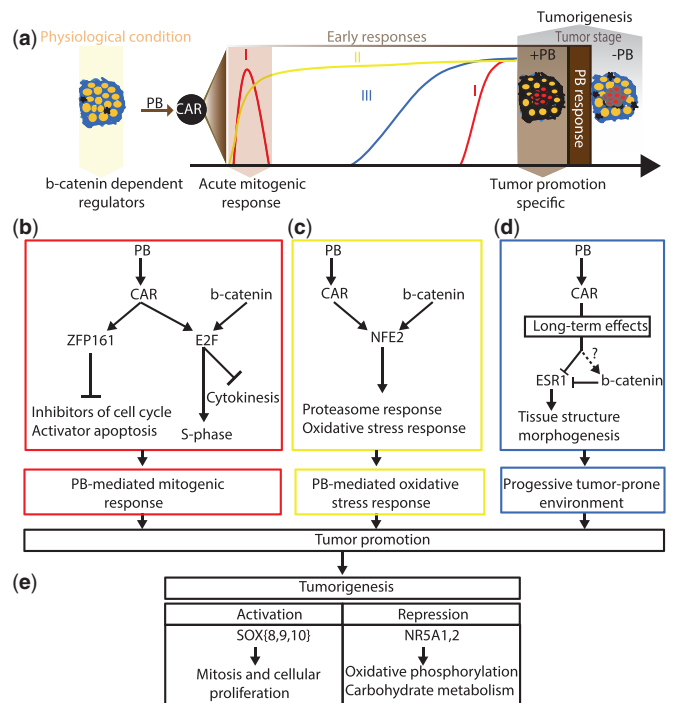 (a)
Physiological condition
Early responses
Tumorigenesis
Tumor stage
+PB
-PB
I
II
III
I
PB
CAR
PB response
b-catenin dependent
regulators
Acute mitogenic
response
Tumor promotion
specific
(b)
PB
CAR
b-catenin
ZFP161
E2F
Cytokinesis
Inhibitors of cell cycle
Activator apoptosis
S-phase
PB-mediated mitogenic
response
(c)
PB
CAR
b-catenin
NFE2
Proteasome response
Oxidative stress response
PB-mediated oxidative
stress response
(d)
PB
CAR
Long-term effects
?
ESR1
b-catenin
Tissue structure
morphogenesis
Progessive tumor-prone
environment
Tumor promotion
(e)
Tumorigenesis
Activation
Repression
SOX{8,9,10}
NR5A1,2
Mitosis and cellular
proliferation
Oxidative phosphorylation
Carbohydrate metabolism